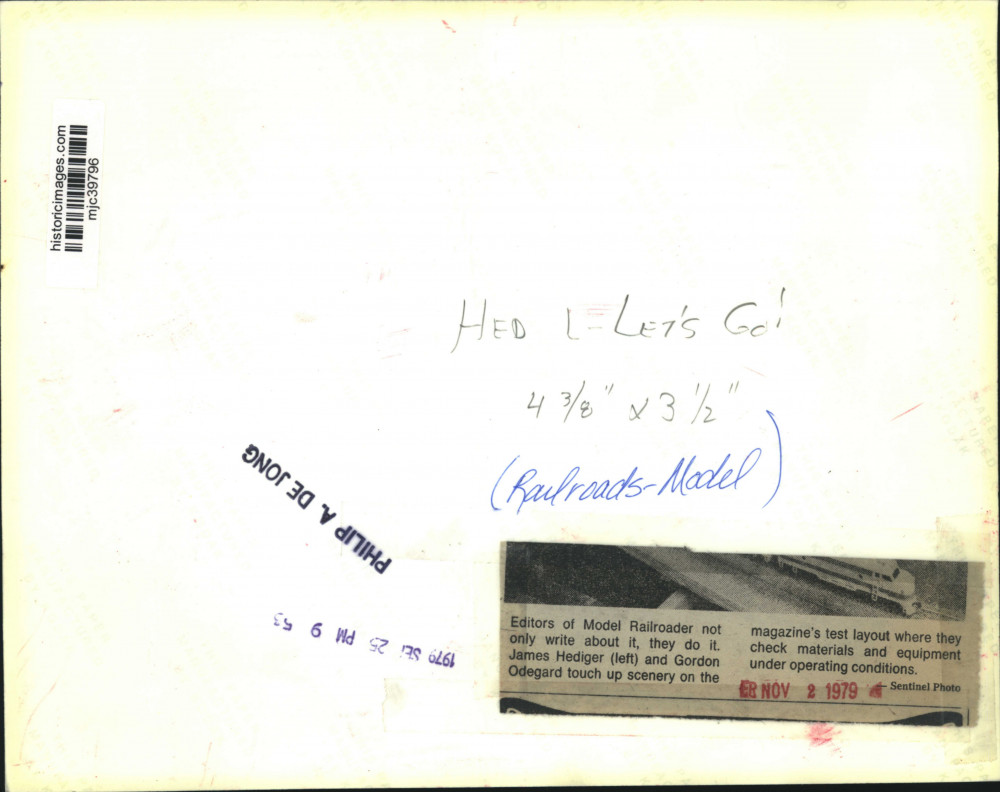 historicimages.com
mjc39796
HED L-LET'S GO!
4 3/8" x 3 1/2"
(Railroads-Model)
PHILIP A. DE JONG
1979 SEP 25 PM 9 53
Editors of Model Railroader not
only write about it, they do it.
James Hediger (left) and Gordon
Odegard touch up scenery on the
magazine's test layout where they
check materials and equipment
under operating conditions.
— Sentinel Photo
NOV 2 1979